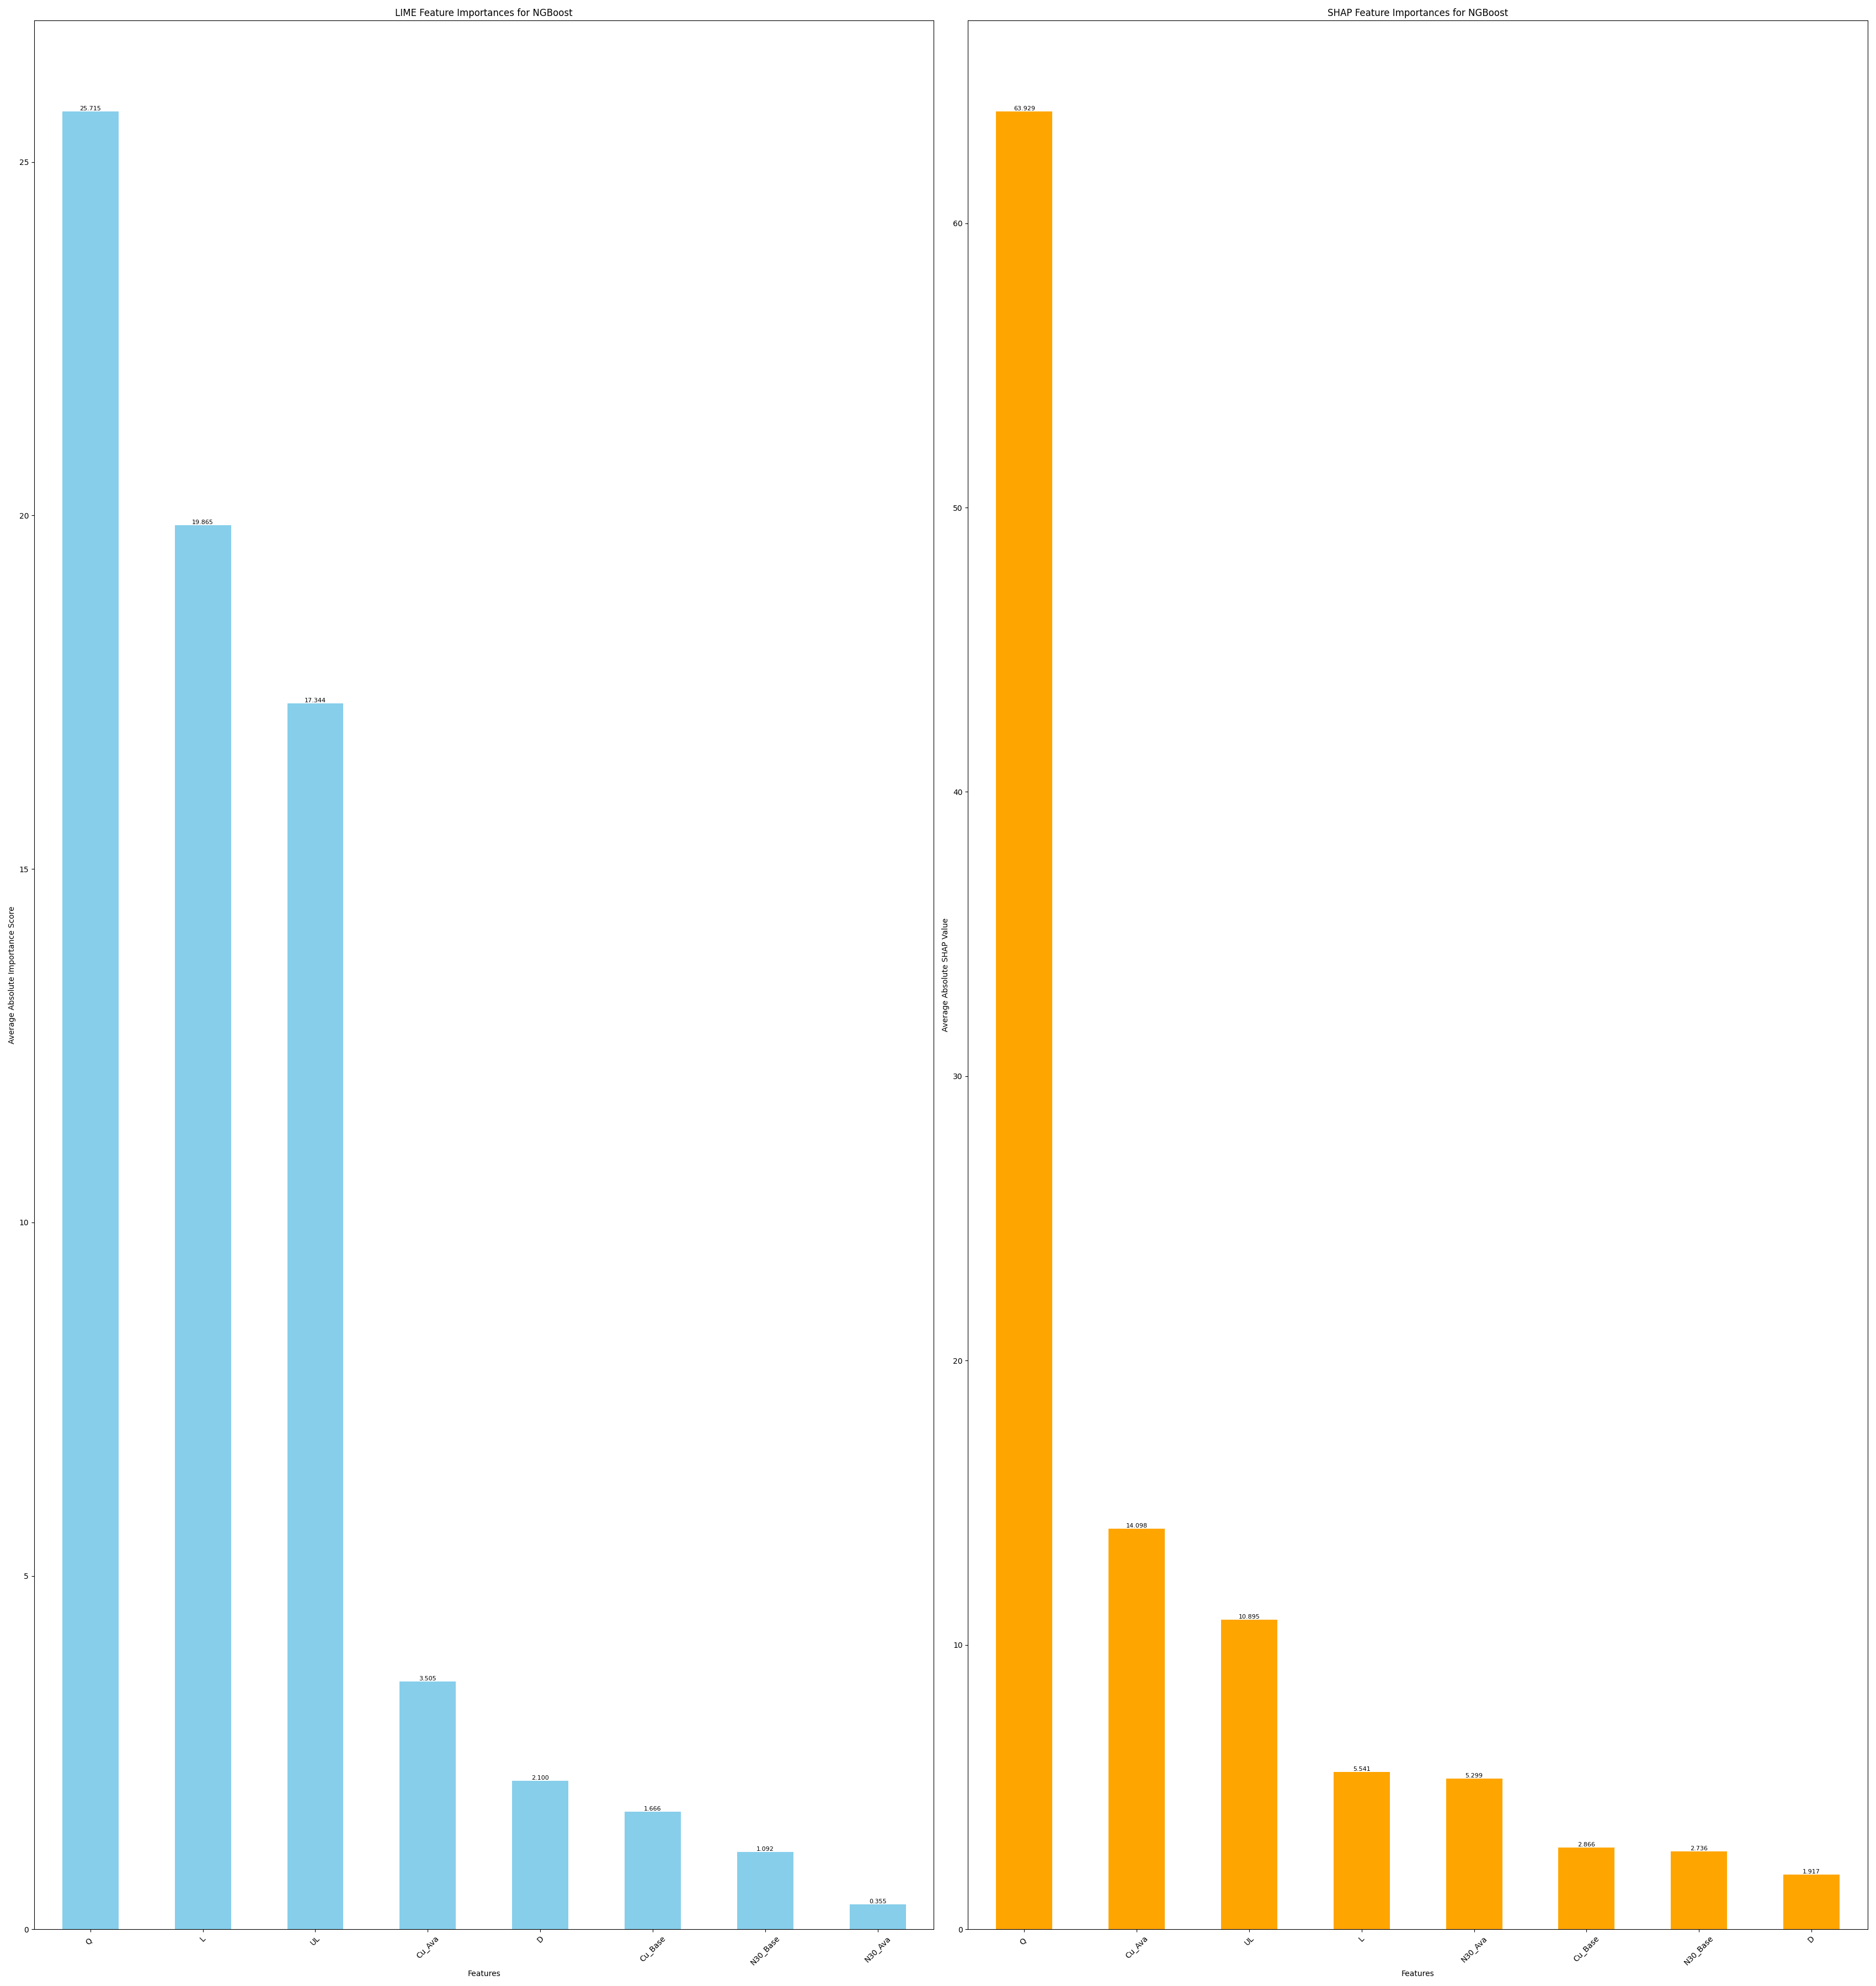 LIME Feature Importances for NGBoost
Average Absolute Importance Score
25
20
15
10
5
0
25.715
19.865
17.344
3.505
2.100
1.666
1.092
0.355
Q
L
UL
Cu_Ava
D
Cu_Base
N30_Base
N30_Ava
Features
SHAP Feature Importances for NGBoost
Average Absolute SHAP Value
60
50
40
30
20
10
0
63.929
14.098
10.895
5.541
5.299
2.866
2.736
1.917
Q
Cu_Ava
UL
L
N30_Ava
Cu_Base
N30_Base
D
Features